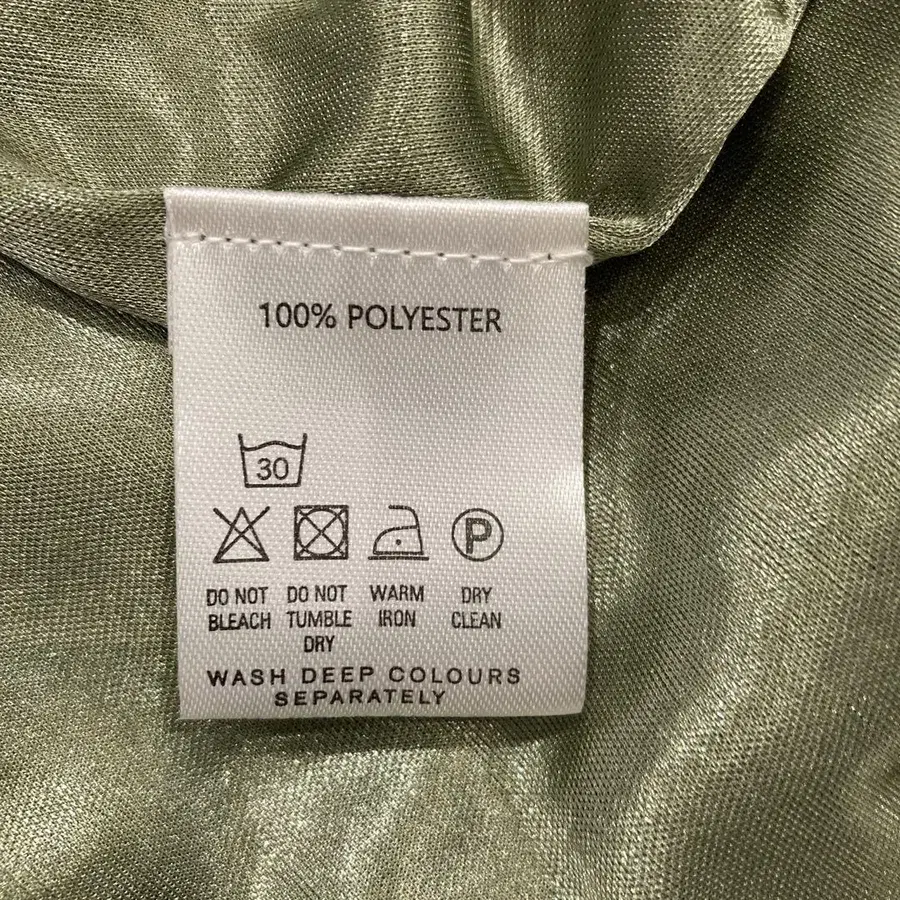 100% POLYESTER
30
P
DO NOT BLEACH
DO NOT TUMBLE DRY
WARM IRON
DRY CLEAN
WASH DEEP COLOURS
SEPARATELY